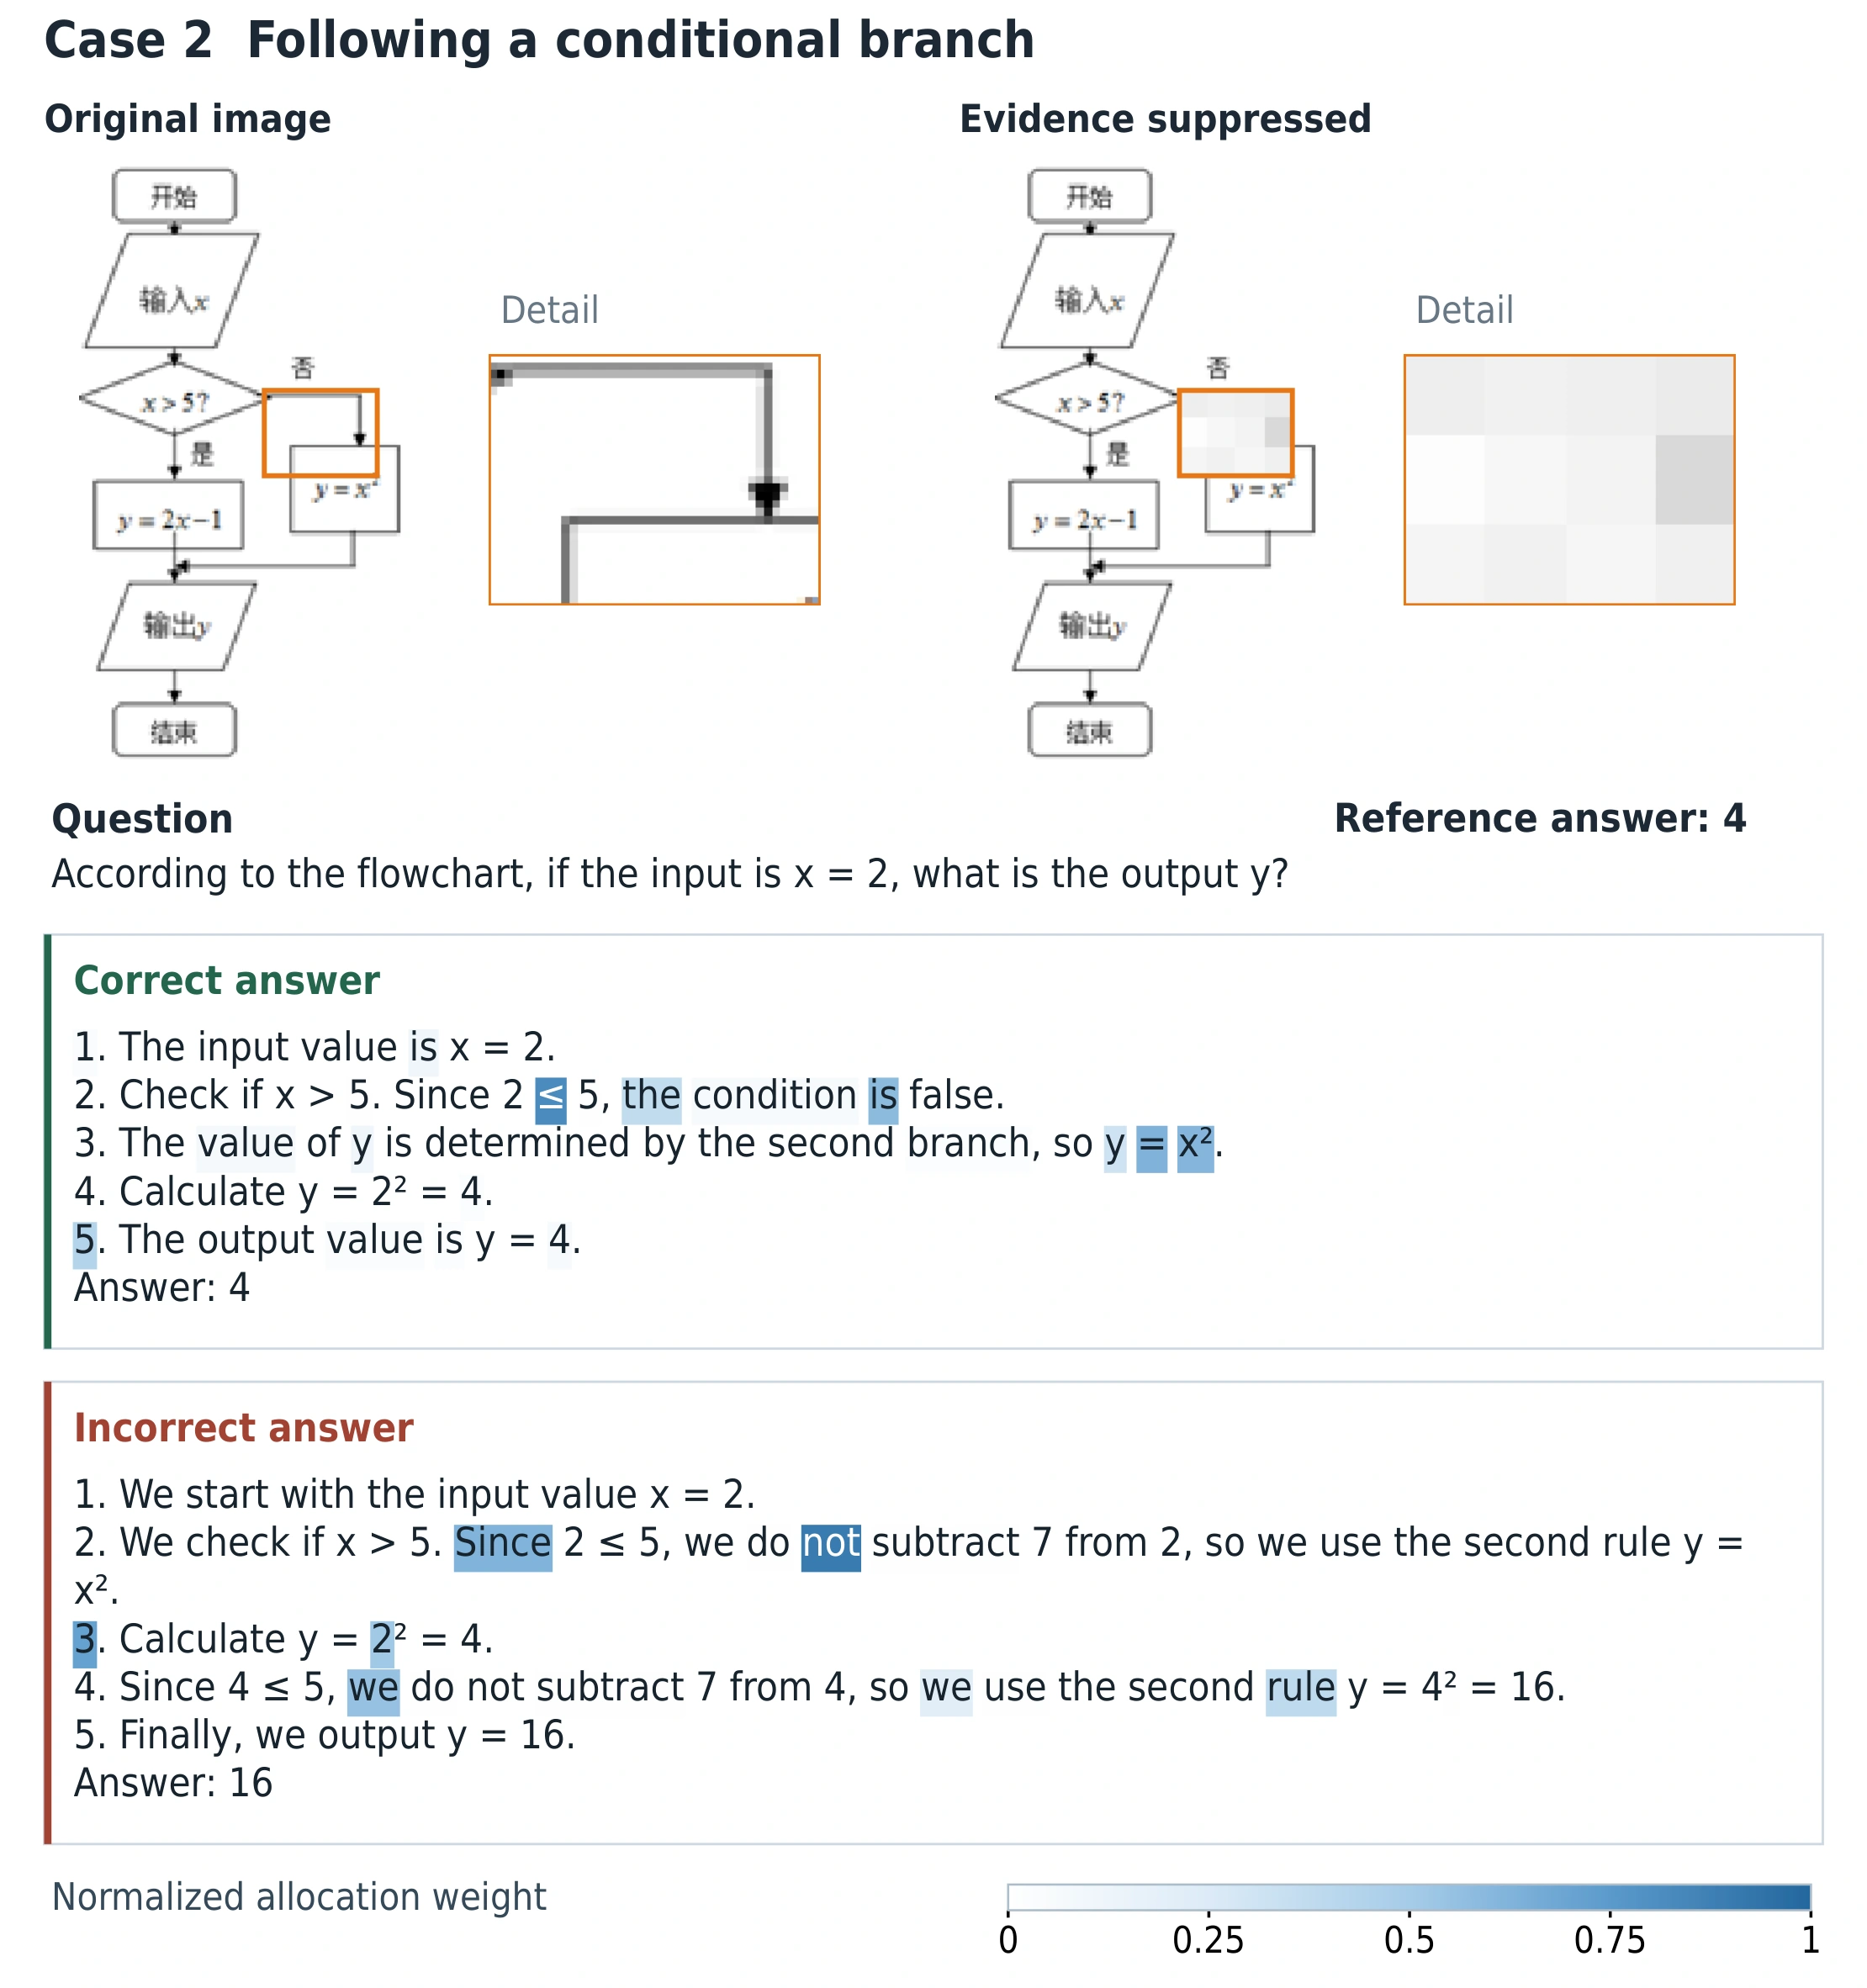 Case 2 Following a conditional branch
Original image
开始
输入x
x > 5?
否
是
y = 2x−1
y = x²
输出y
结束
Detail
Evidence suppressed
开始
输入x
x > 5?
否
是
y = 2x−1
y = x²
输出y
结束
Detail
Question
Reference answer: 4
According to the flowchart, if the input is x = 2, what is the output y?
Correct answer
1. The input value is x = 2.
2. Check if x > 5. Since 2 ≤ 5, the condition is false.
3. The value of y is determined by the second branch, so y = x².
4. Calculate y = 2² = 4.
5. The output value is y = 4.
Answer: 4
Incorrect answer
1. We start with the input value x = 2.
2. We check if x > 5. Since 2 ≤ 5, we do not subtract 7 from 2, so we use the second rule y =
x².
3. Calculate y = 2² = 4.
4. Since 4 ≤ 5, we do not subtract 7 from 4, so we use the second rule y = 4² = 16.
5. Finally, we output y = 16.
Answer: 16
Normalized allocation weight
0 0.25 0.5 0.75 1